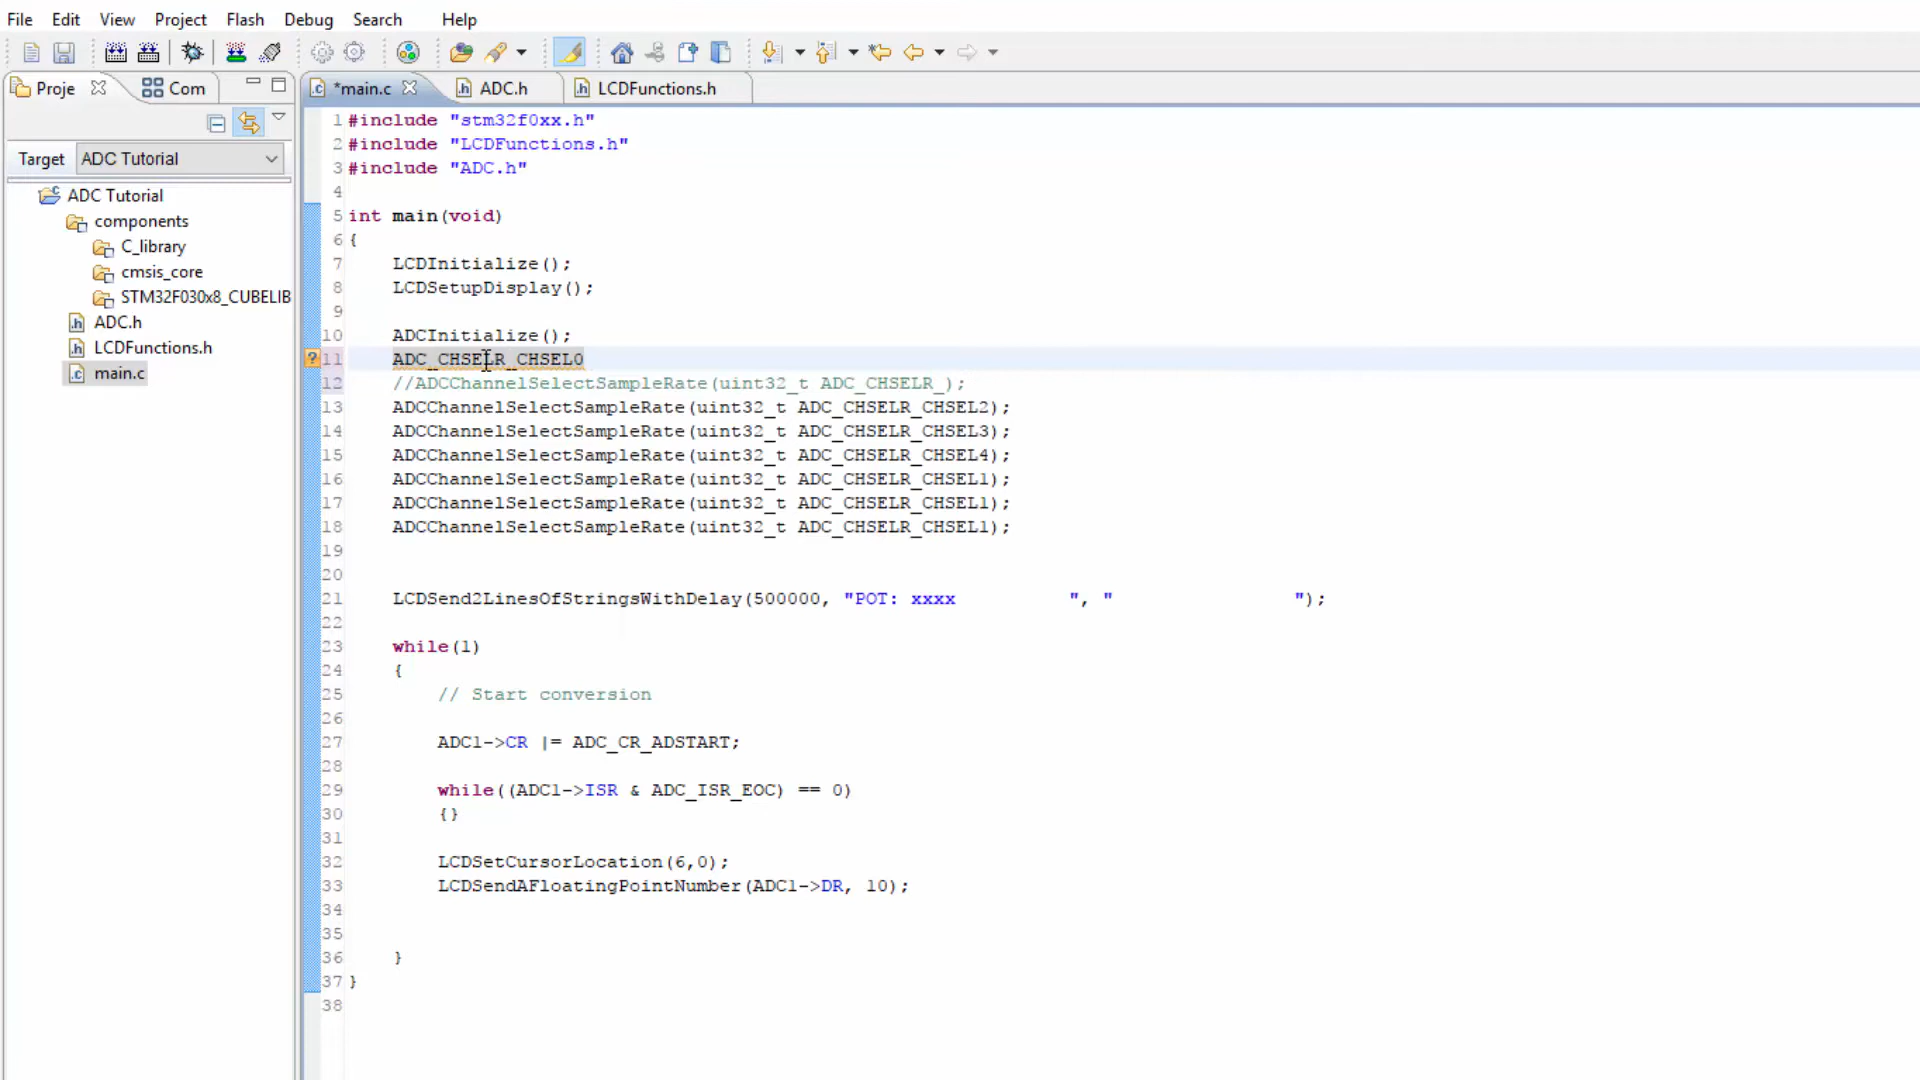 File Edit View Project Flash Debug Search Help
Proje Com
*main.c ADC.h LCDFunctions.h
Target ADC Tutorial
ADC Tutorial
components
C_library
cmsis_core
STM32F030x8_CUBELIB
ADC.h
LCDFunctions.h
main.c
1 #include "stm32f0xx.h"
2 #include "LCDFunctions.h"
3 #include "ADC.h"
4
5 int main(void)
6 {
7 LCDInitialize();
8 LCDSetupDisplay();
9
10 ADCInitialize();
11 ADC_CHSELR_CHSEL0
12 //ADCChannelSelectSampleRate(uint32_t ADC_CHSELR_);
13 ADCChannelSelectSampleRate(uint32_t ADC_CHSELR_CHSEL2);
14 ADCChannelSelectSampleRate(uint32_t ADC_CHSELR_CHSEL3);
15 ADCChannelSelectSampleRate(uint32_t ADC_CHSELR_CHSEL4);
16 ADCChannelSelectSampleRate(uint32_t ADC_CHSELR_CHSEL1);
17 ADCChannelSelectSampleRate(uint32_t ADC_CHSELR_CHSEL1);
18 ADCChannelSelectSampleRate(uint32_t ADC_CHSELR_CHSEL1);
19
20
21 LCDSend2LinesOfStringsWithDelay(500000, "POT: xxxx          ", "                ");
22
23 while(1)
24 {
25 // Start conversion
26
27 ADC1->CR |= ADC_CR_ADSTART;
28
29 while((ADC1->ISR & ADC_ISR_EOC) == 0)
30 {}
31
32 LCDSetCursorLocation(6,0);
33 LCDSendAFloatingPointNumber(ADC1->DR, 10);
34
35
36 }
37 }
38